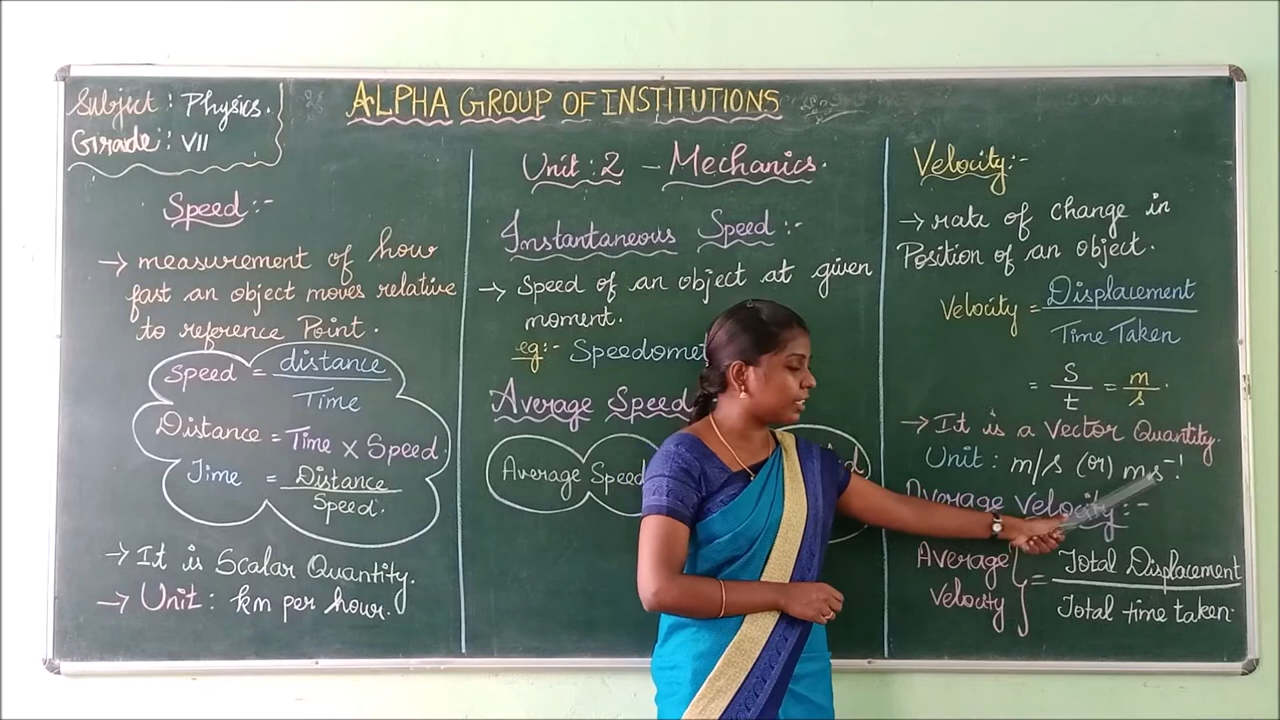 Subject : Physics.
Grade : VII
ALPHA GROUP OF INSTITUTIONS
Speed :-
→ measurement of how
fast an object moves relative
to reference Point.
Speed = distance
Time
Distance = Time x Speed.
Time = Distance
Speed.
→ It is Scalar Quantity.
→ Unit : km per hour.
Unit : 2 - Mechanics.
Instantaneous Speed :-
→ Speed of an object at given
moment.
eg :- Speedomet
Average Speed
Average Speed
Velocity :-
→ rate of change in
Position of an object.
Velocity = Displacement
Time Taken
= S/t = m/s.
→ It is a Vector Quantity.
Unit : m/s (or) ms⁻¹
Average Velocity :-
Average Velocity } = Total Displacement
Total time taken.